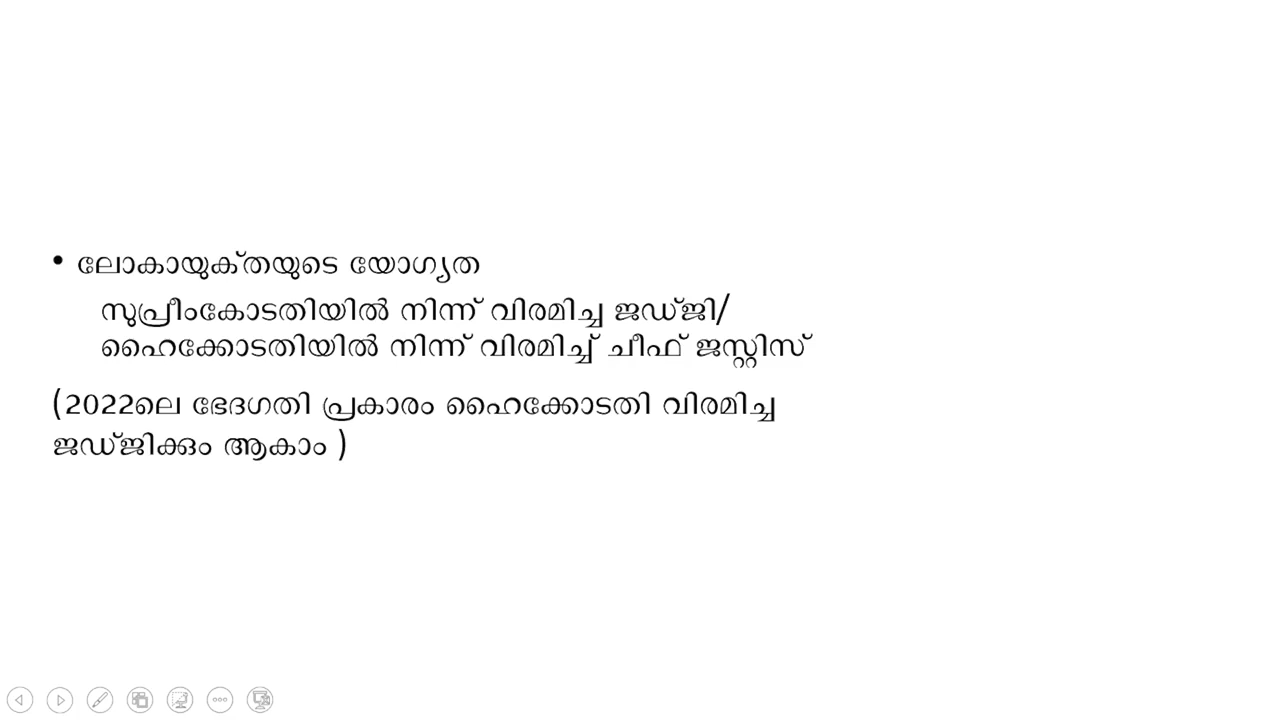 • ലോകായുക്തയുടെ യോഗ്യത
സുപ്രീംകോടതിയിൽ നിന്ന് വിരമിച്ച ജഡ്ജി/
ഹൈക്കോടതിയിൽ നിന്ന് വിരമിച്ച് ചീഫ് ജസ്റ്റിസ്
(2022ലെ ഭേദഗതി പ്രകാരം ഹൈക്കോടതി വിരമിച്ച
ജഡ്ജിക്കും ആകാം )